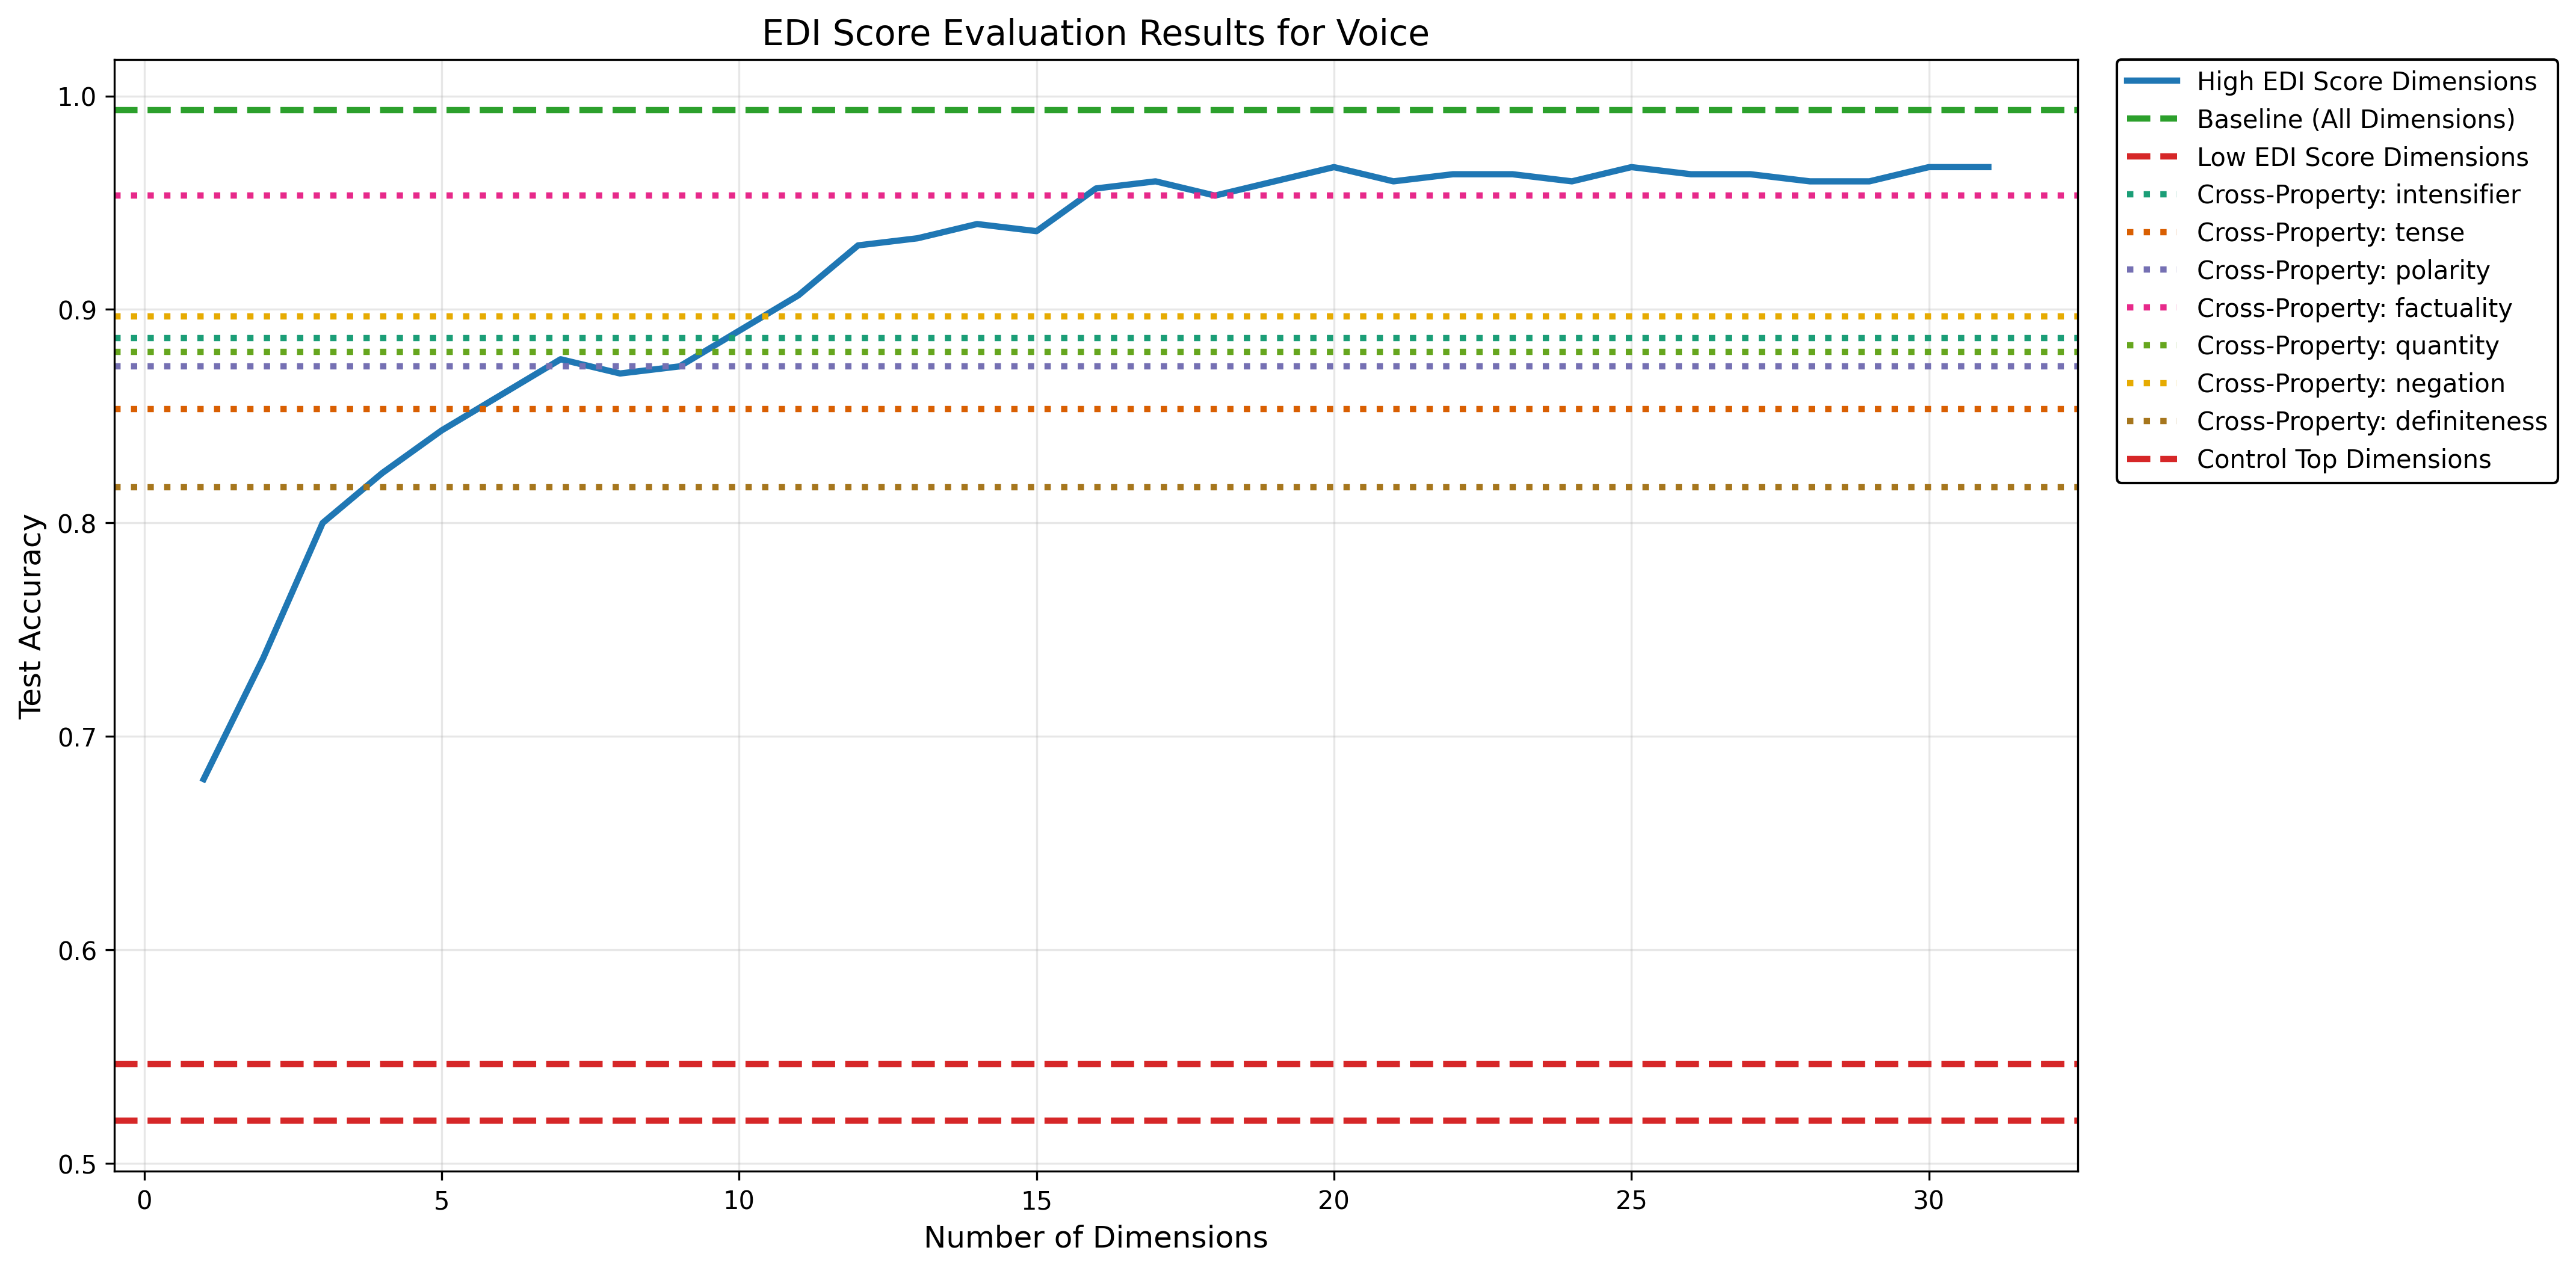 EDI Score Evaluation Results for Voice
Test Accuracy
1.0
0.9
0.8
0.7
0.6
0.5
0
5
10
15
20
25
30
Number of Dimensions
High EDI Score Dimensions
Baseline (All Dimensions)
Low EDI Score Dimensions
Cross-Property: intensifier
Cross-Property: tense
Cross-Property: polarity
Cross-Property: factuality
Cross-Property: quantity
Cross-Property: negation
Cross-Property: definiteness
Control Top Dimensions